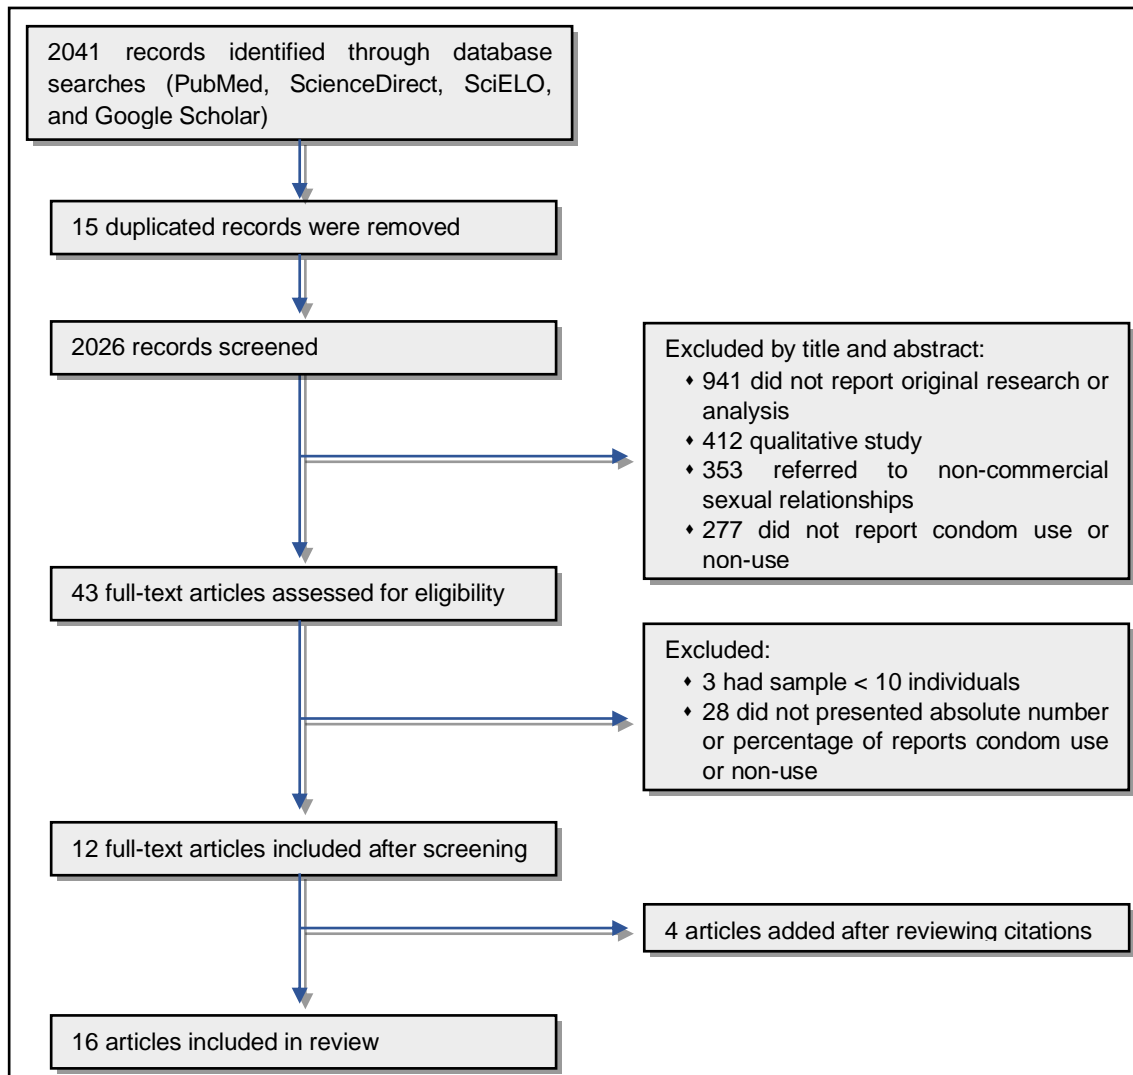 2041 records identified through database
searches (PubMed, ScienceDirect, SciELO,
and Google Scholar)
15 duplicated records were removed
2026 records screened
Excluded by title and abstract:
♦ 941 did not report original research or
analysis
♦ 412 qualitative study
♦ 353 referred to non-commercial
sexual relationships
♦ 277 did not report condom use or
non-use
43 full-text articles assessed for eligibility
Excluded:
♦ 3 had sample < 10 individuals
♦ 28 did not presented absolute number
or percentage of reports condom use
or non-use
12 full-text articles included after screening
4 articles added after reviewing citations
16 articles included in review